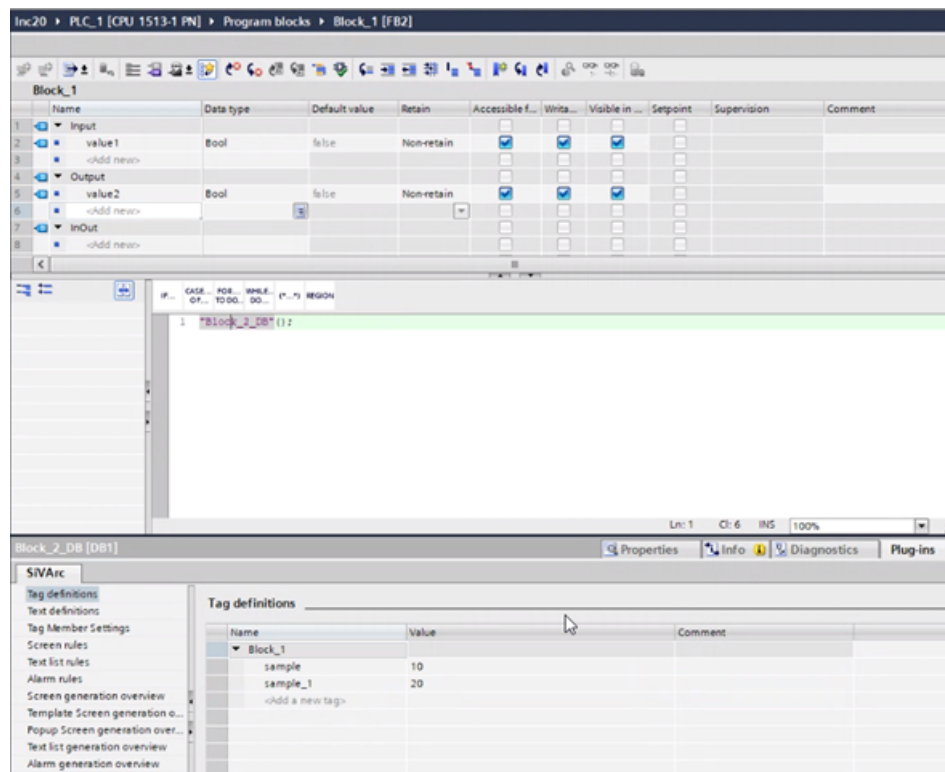 Inc20 ▸ PLC_1 [CPU 1513-1 PN] ▸ Program blocks ▸ Block_1 [FB2]
Block_1
Name Data type Default value Retain Accessible f... Writa... Visible in ... Setpoint Supervision Comment
1 Input
2 value1 Bool false Non-retain
3 <Add new>
4 Output
5 value2 Bool false Non-retain
6 <Add new>
7 InOut
8 <Add new>
IF... CASE... OF... FOR... TO DO... WHILE... DO... (*...*) REGION
1 "Block_2_DB"();
Ln: 1 Cl: 6 INS 100%
Block_2_DB [DB1] Properties Info Diagnostics Plug-ins
SiVArc
Tag definitions
Text definitions
Tag Member Settings
Screen rules
Text list rules
Alarm rules
Screen generation overview
Template Screen generation o...
Popup Screen generation over...
Text list generation overview
Alarm generation overview
Tag definitions
Name Value Comment
Block_1
sample 10
sample_1 20
<Add a new tag>